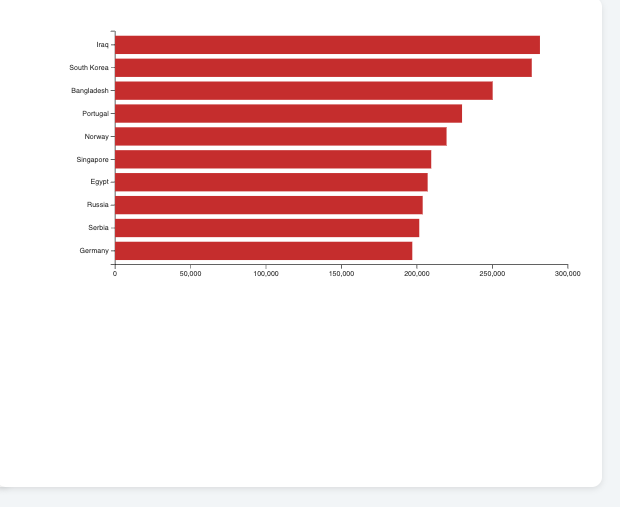 Iraq
South Korea
Bangladesh
Portugal
Norway
Singapore
Egypt
Russia
Serbia
Germany
0 50,000 100,000 150,000 200,000 250,000 300,000